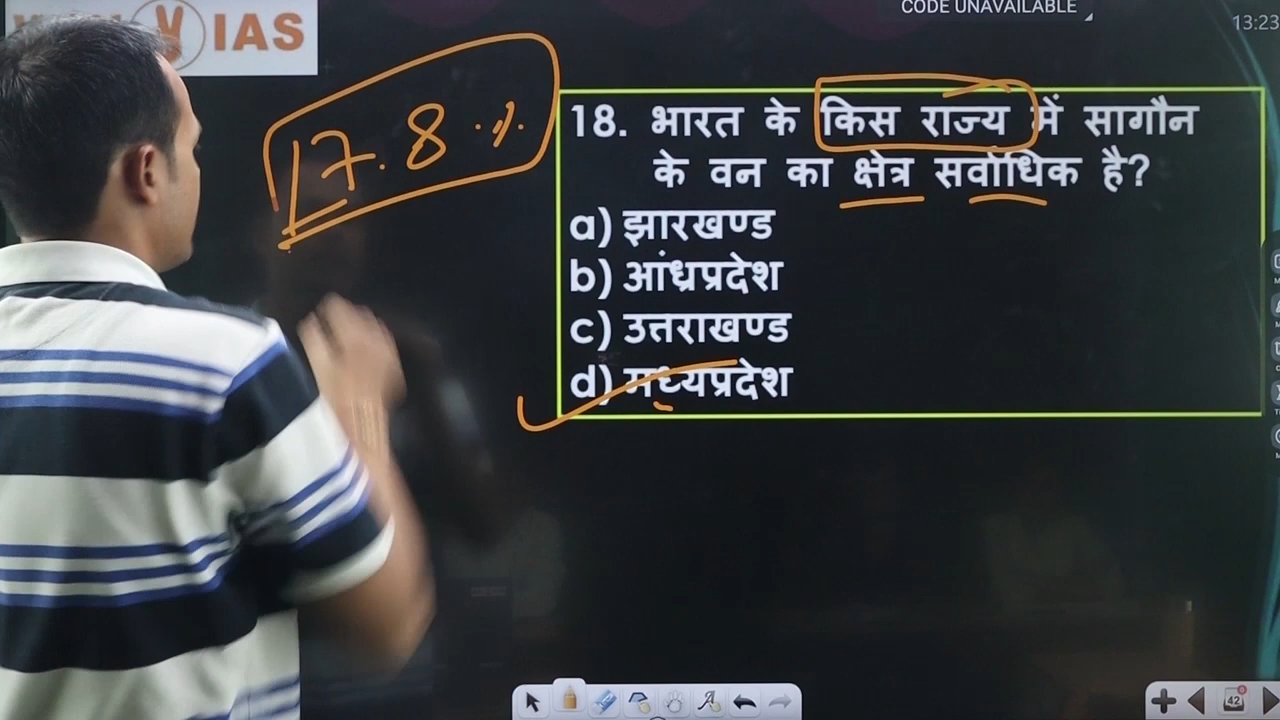 IAS
CODE UNAVAILABLE
13:23
17.8 %
18. भारत के किस राज्य में सागौन
के वन का क्षेत्र सर्वाधिक है?
a) झारखण्ड
b) आंध्रप्रदेश
c) उत्तराखण्ड
d) मध्यप्रदेश
42